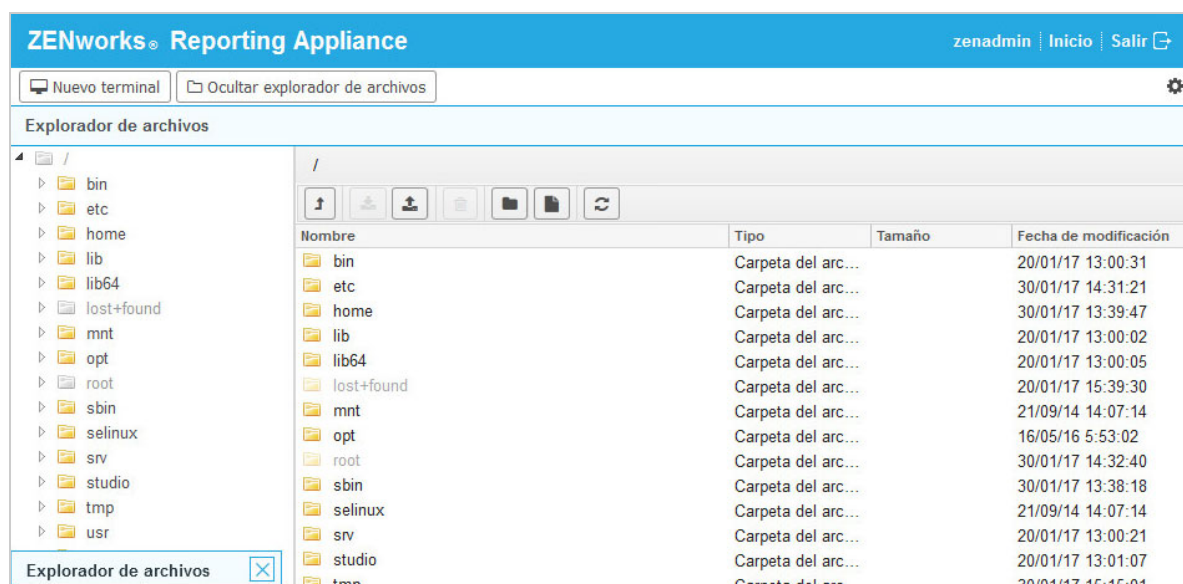 ZENworks® Reporting Appliance
zenadmin Inicio Salir
Nuevo terminal Ocultar explorador de archivos
Explorador de archivos
/
bin
etc
home
lib
lib64
lost+found
mnt
opt
root
sbin
selinux
srv
studio
tmp
usr
Explorador de archivos
/
Nombre Tipo Tamaño Fecha de modificación
bin Carpeta del arc... 20/01/17 13:00:31
etc Carpeta del arc... 30/01/17 14:31:21
home Carpeta del arc... 30/01/17 13:39:47
lib Carpeta del arc... 20/01/17 13:00:02
lib64 Carpeta del arc... 20/01/17 13:00:05
lost+found Carpeta del arc... 20/01/17 15:39:30
mnt Carpeta del arc... 21/09/14 14:07:14
opt Carpeta del arc... 16/05/16 5:53:02
root Carpeta del arc... 30/01/17 14:32:40
sbin Carpeta del arc... 30/01/17 13:38:18
selinux Carpeta del arc... 21/09/14 14:07:14
srv Carpeta del arc... 20/01/17 13:00:21
studio Carpeta del arc... 20/01/17 13:01:07
tmp Carpeta del arc